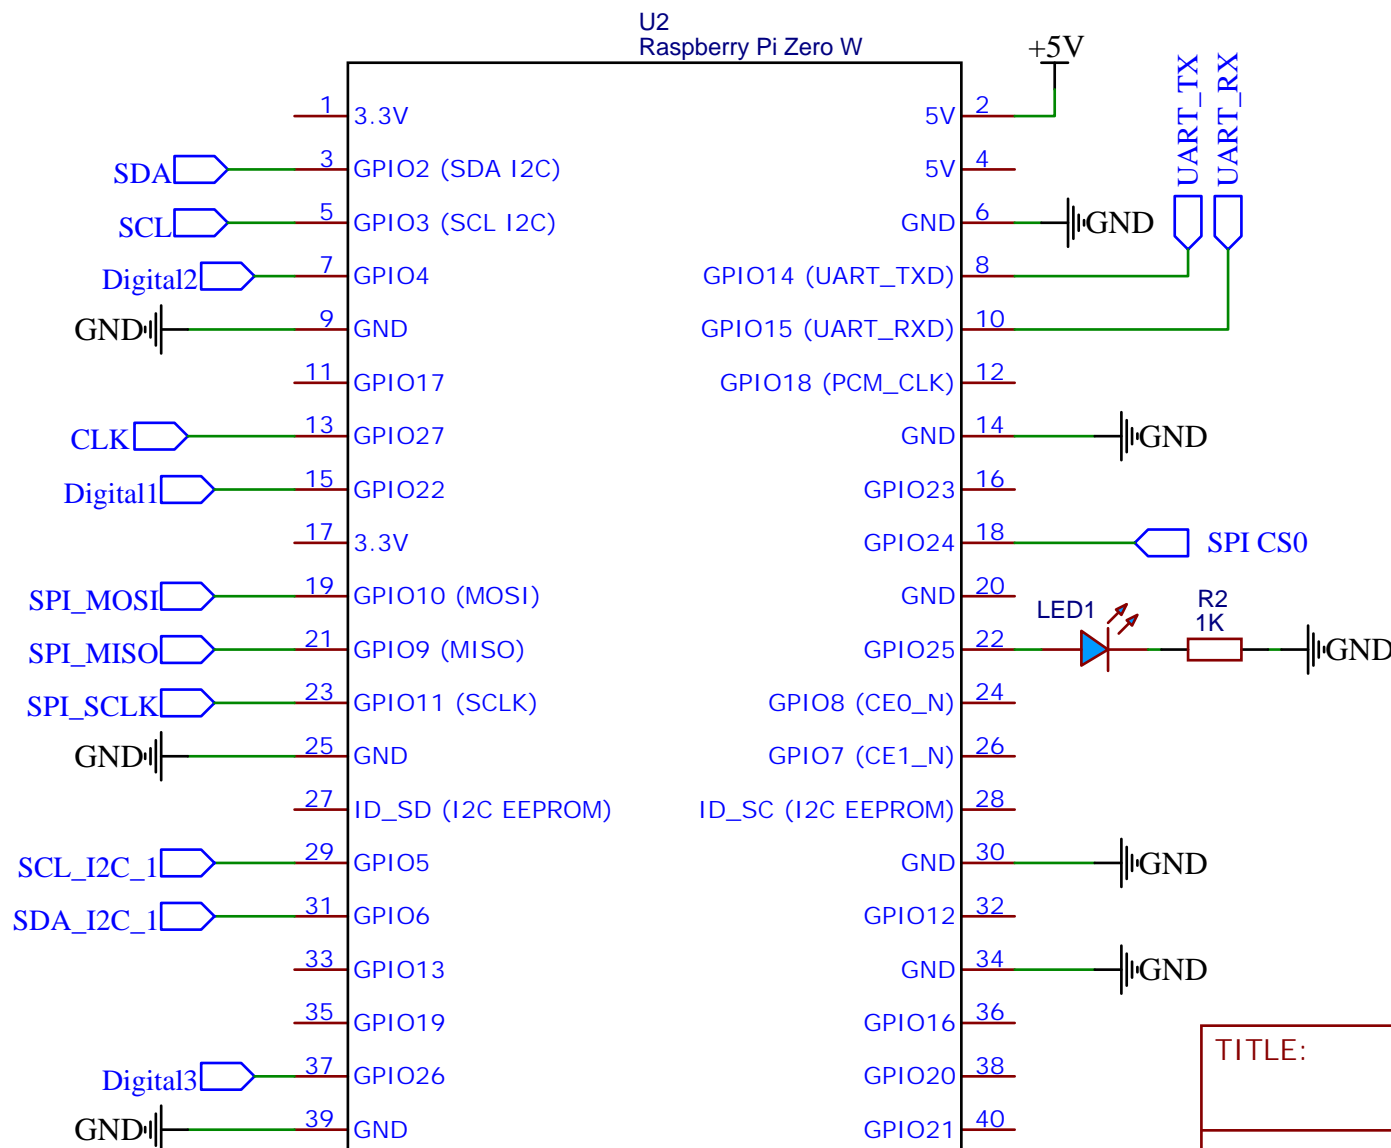 U2
Raspberry Pi Zero W
+5V
UART_TX
UART_RX
1 3.3V
5V 2
SDA 3 GPIO2 (SDA I2C)
5V 4
SCL 5 GPIO3 (SCL I2C)
GND 6 GND
Digital2 7 GPIO4
GPIO14 (UART_TXD) 8
GND 9 GND
GPIO15 (UART_RXD) 10
11 GPIO17
GPIO18 (PCM_CLK) 12
CLK 13 GPIO27
GND 14 GND
Digital1 15 GPIO22
GPIO23 16
17 3.3V
GPIO24 18 SPI CS0
SPI_MOSI 19 GPIO10 (MOSI)
GND 20
LED1
R2
1K
SPI_MISO 21 GPIO9 (MISO)
GPIO25 22 GND
SPI_SCLK 23 GPIO11 (SCLK)
GPIO8 (CE0_N) 24
GND 25 GND
GPIO7 (CE1_N) 26
27 ID_SD (I2C EEPROM)
ID_SC (I2C EEPROM) 28
SCL_I2C_1 29 GPIO5
GND 30 GND
SDA_I2C_1 31 GPIO6
GPIO12 32
33 GPIO13
GND 34 GND
35 GPIO19
GPIO16 36
TITLE:
Digital3 37 GPIO26
GPIO20 38
GND 39 GND
GPIO21 40